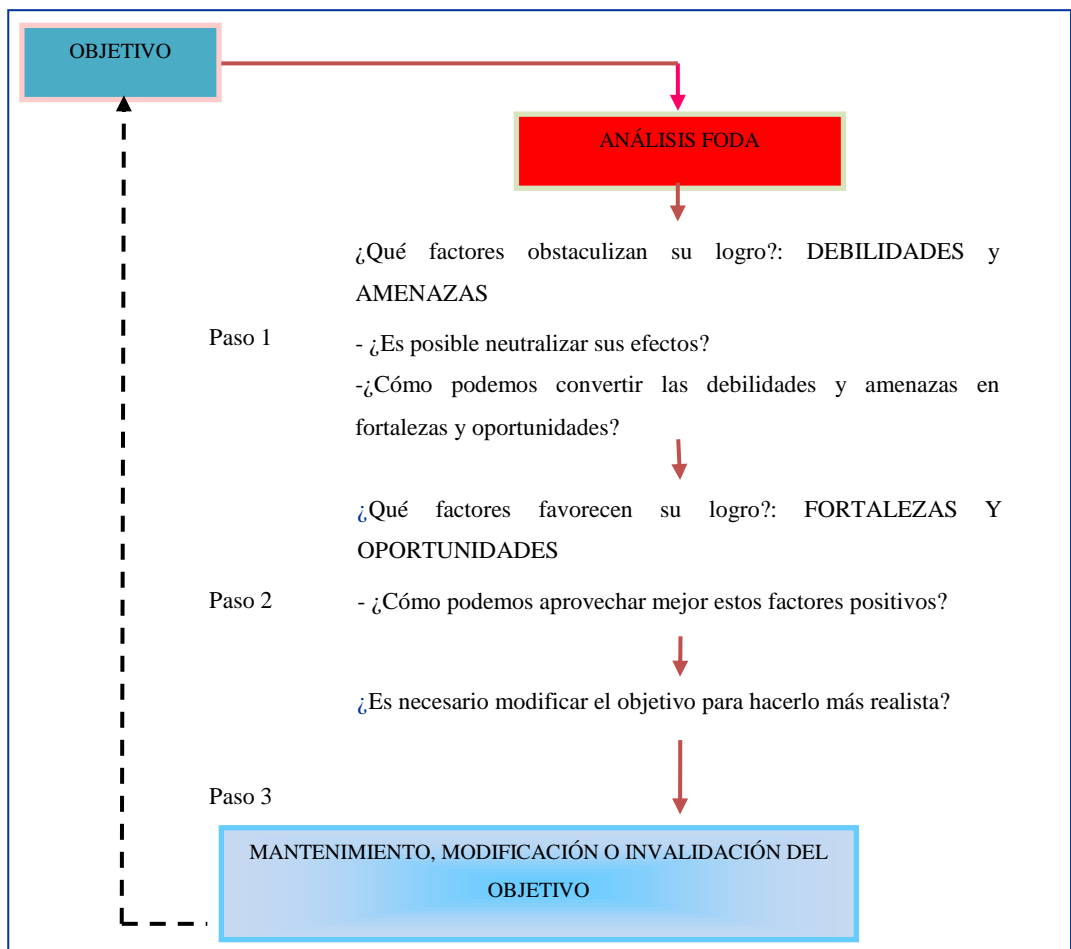 OBJETIVO
ANÁLISIS FODA
¿Qué factores obstaculizan su logro?: DEBILIDADES y
AMENAZAS
Paso 1
- ¿Es posible neutralizar sus efectos?
-¿Cómo podemos convertir las debilidades y amenazas en
fortalezas y oportunidades?
¿Qué factores favorecen su logro?: FORTALEZAS Y
OPORTUNIDADES
Paso 2
- ¿Cómo podemos aprovechar mejor estos factores positivos?
¿Es necesario modificar el objetivo para hacerlo más realista?
Paso 3
MANTENIMIENTO, MODIFICACIÓN O INVALIDACIÓN DEL
OBJETIVO